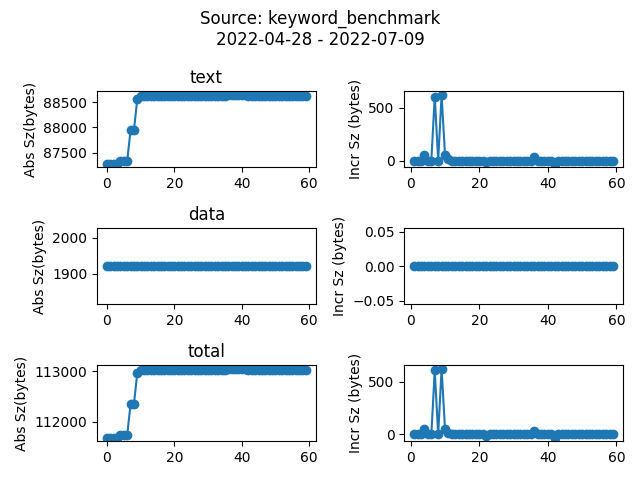 Source: keyword_benchmark
2022-04-28 - 2022-07-09
text
Abs Sz(bytes)
88500
88000
87500
0 20 40 60
Incr Sz (bytes)
500
0
0 20 40 60
data
Abs Sz(bytes)
2000
1900
0 20 40 60
Incr Sz (bytes)
0.05
0.00
−0.05
0 20 40 60
total
Abs Sz(bytes)
113000
112000
0 20 40 60
Incr Sz (bytes)
500
0
0 20 40 60